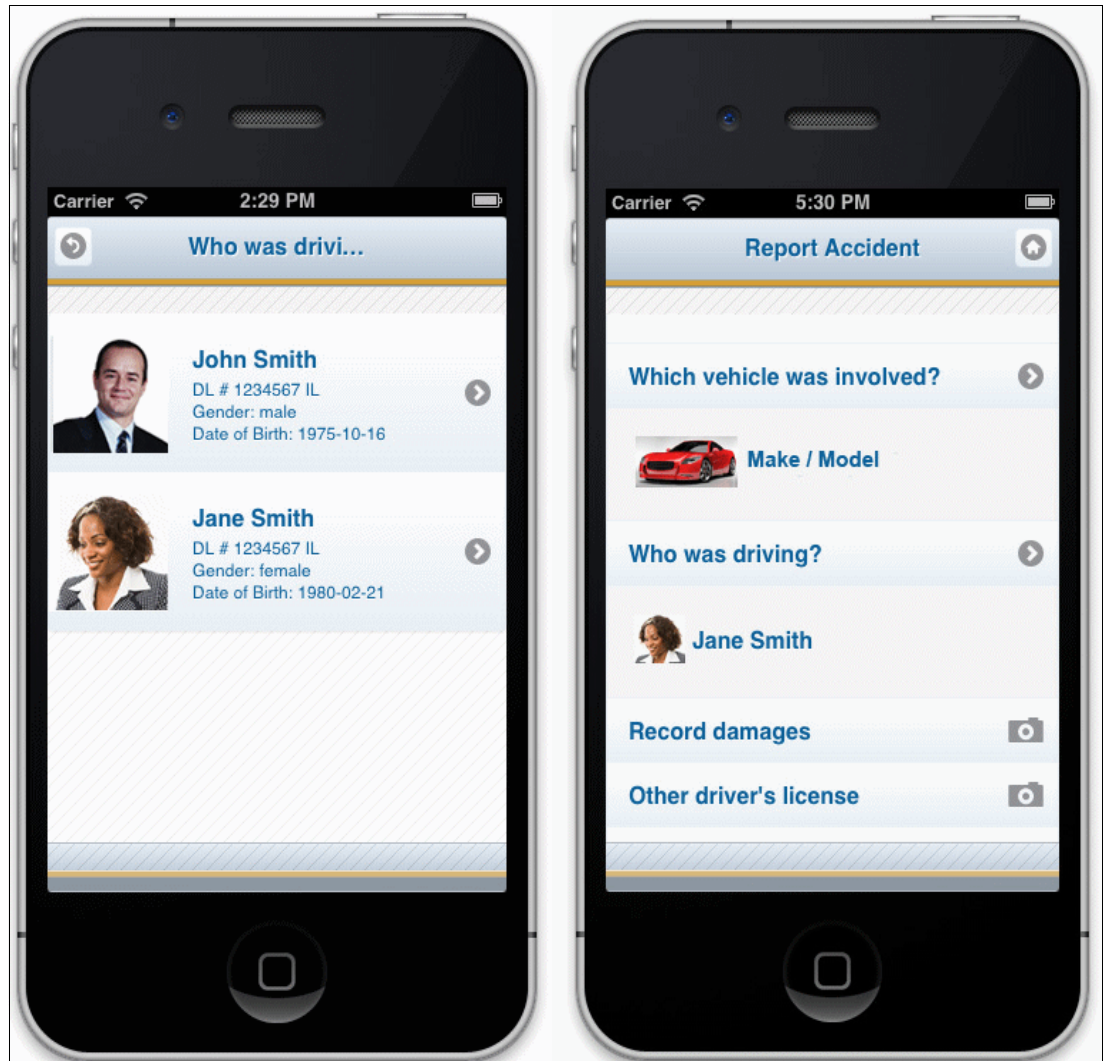 Carrier 2:29 PM
Who was drivi...
John Smith
DL # 1234567 IL
Gender: male
Date of Birth: 1975-10-16
Jane Smith
DL # 1234567 IL
Gender: female
Date of Birth: 1980-02-21
Carrier 5:30 PM
Report Accident
Which vehicle was involved?
Make / Model
Who was driving?
Jane Smith
Record damages
Other driver's license